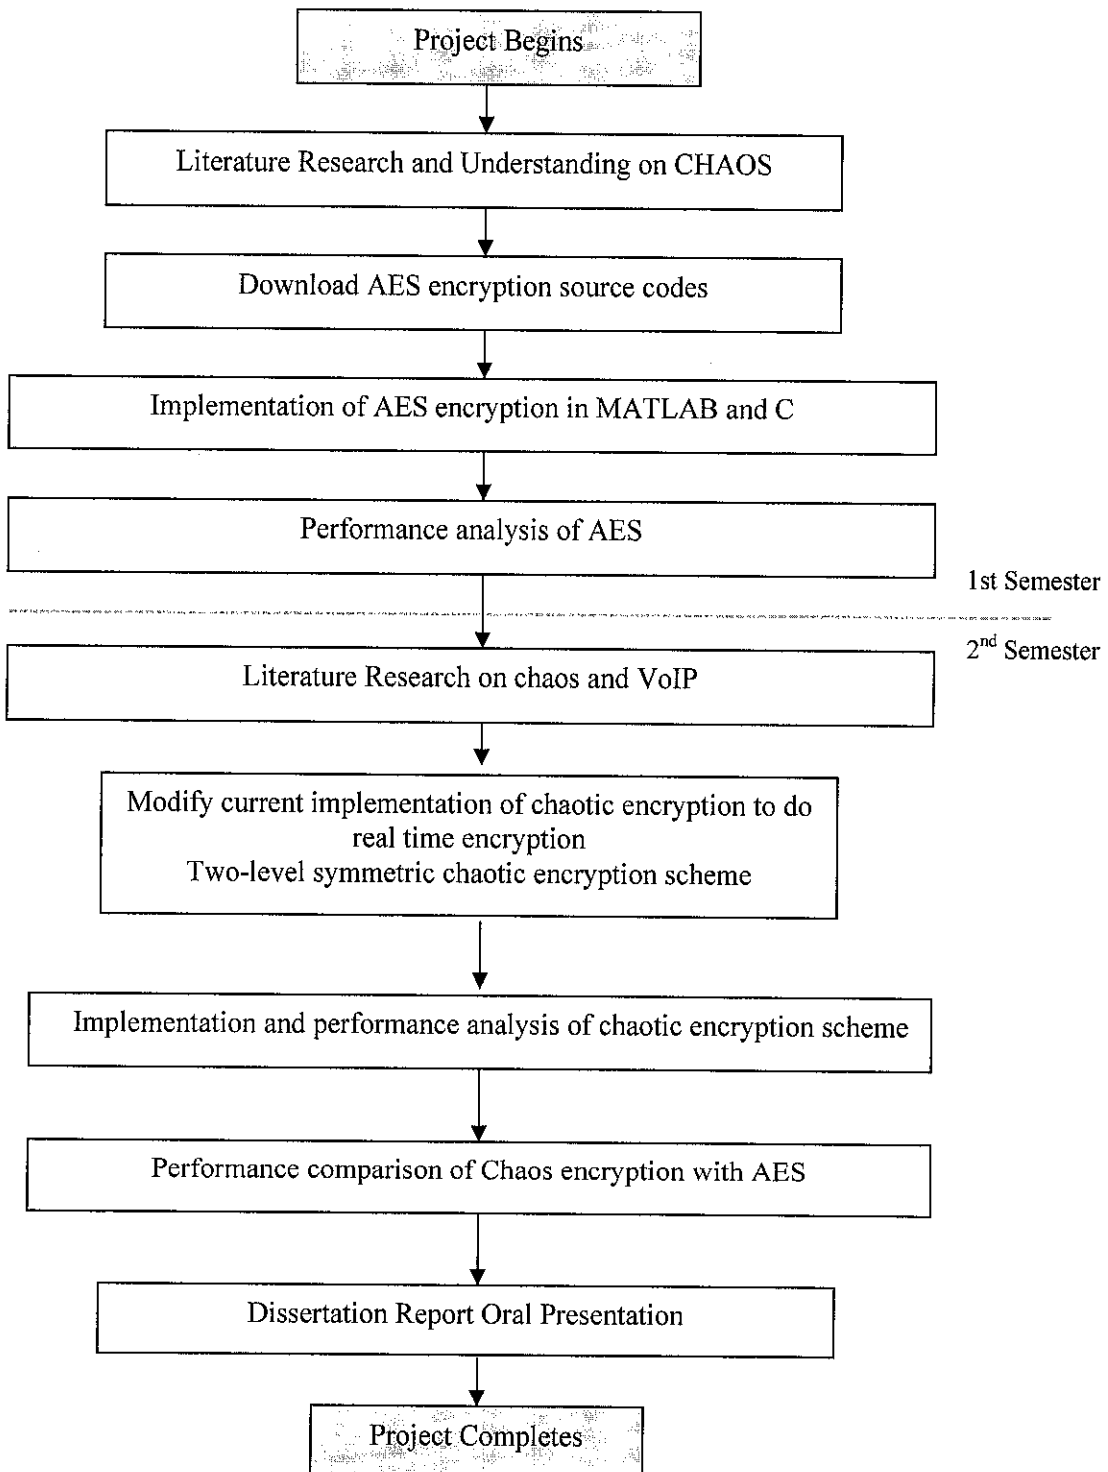 Project Begins
Literature Research and Understanding on CHAOS
Download AES encryption source codes
Implementation of AES encryption in MATLAB and C
Performance analysis of AES
1st Semester
2nd Semester
Literature Research on chaos and VoIP
Modify current implementation of chaotic encryption to do
real time encryption
Two-level symmetric chaotic encryption scheme
Implementation and performance analysis of chaotic encryption scheme
Performance comparison of Chaos encryption with AES
Dissertation Report Oral Presentation
Project Completes